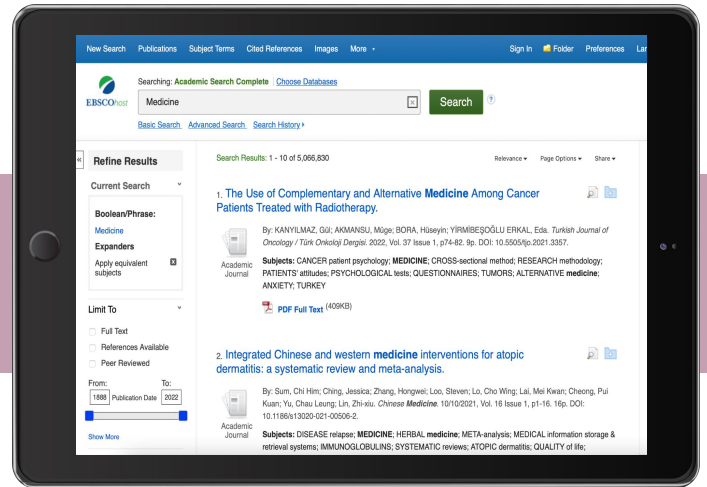 New Search Publications Subject Terms Cited References Images More Sign In Folder Preferences Lar
Searching: Academic Search Complete Choose Databases
EBSCOhost
Medicine
Search
Basic Search Advanced Search Search History
Refine Results
Search Results: 1 - 10 of 5,066,830
Relevance Page Options Share
Current Search
Boolean/Phrase:
Medicine
Expanders
Apply equivalent
subjects
Limit To
Full Text
References Available
Peer Reviewed
From: To:
1888 Publication Date 2022
Show More
1. The Use of Complementary and Alternative Medicine Among Cancer
Patients Treated with Radiotherapy.
By: KANYILMAZ, Gül; AKMANSU, Müge; BORA, Hüseyin; YİRMİBEŞOĞLU ERKAL, Eda. Turkish Journal of
Oncology / Türk Onkoloji Dergisi. 2022, Vol. 37 Issue 1, p74-82. 9p. DOI: 10.5505/tjo.2021.3357.
Academic
Journal
Subjects: CANCER patient psychology; MEDICINE; CROSS-sectional method; RESEARCH methodology;
PATIENTS' attitudes; PSYCHOLOGICAL tests; QUESTIONNAIRES; TUMORS; ALTERNATIVE medicine;
ANXIETY; TURKEY
PDF Full Text (409KB)
2. Integrated Chinese and western medicine interventions for atopic
dermatitis: a systematic review and meta-analysis.
By: Sum, Chi Him; Ching, Jessica; Zhang, Hongwei; Loo, Steven; Lo, Cho Wing; Lai, Mei Kwan; Cheong, Pui
Kuan; Yu, Chau Leung; Lin, Zhi-xiu. Chinese Medicine. 10/10/2021, Vol. 16 Issue 1, p1-16. 16p. DOI:
10.1186/s13020-021-00506-2.
Academic
Journal
Subjects: DISEASE relapse; MEDICINE; HERBAL medicine; META-analysis; MEDICAL information storage &
retrieval systems; IMMUNOGLOBULINS; SYSTEMATIC reviews; ATOPIC dermatitis; QUALITY of life;